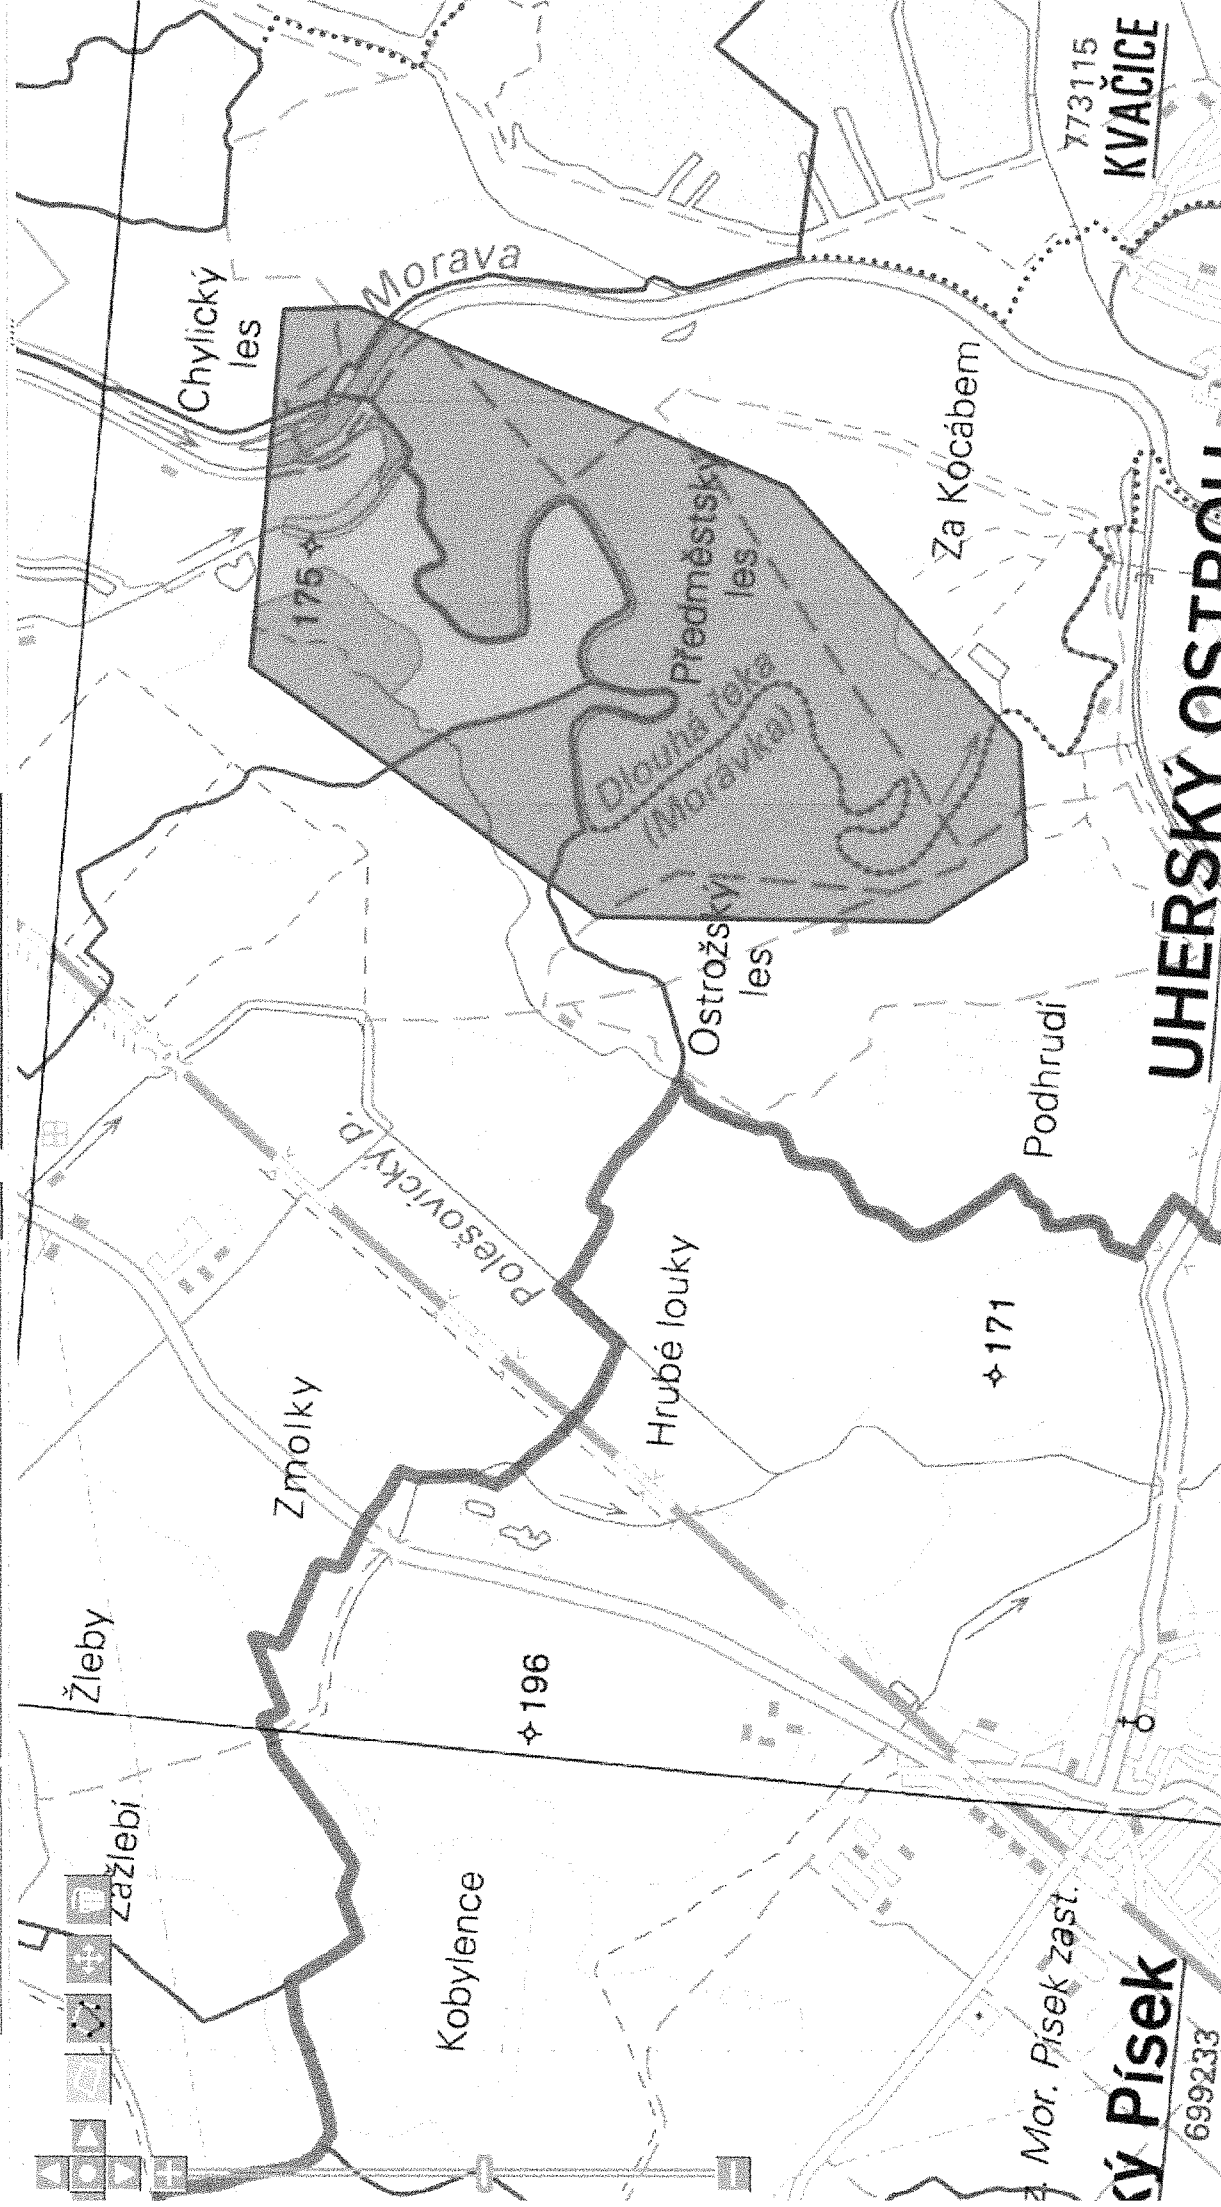 Žleby
Zážlebí
Zmolky
Kobylence
196
Polešovický p.
Hrubé louky
171
Podhrudí
Ostrožský
les
Dlouhá řeka
(Morávka)
Předměstský
les
175
Chylický
les
Morava
Za Kocábem
773115
KVAČICE
UHERSKÝ OSTROH
z. Mor. Písek zast.
ký Písek
699233